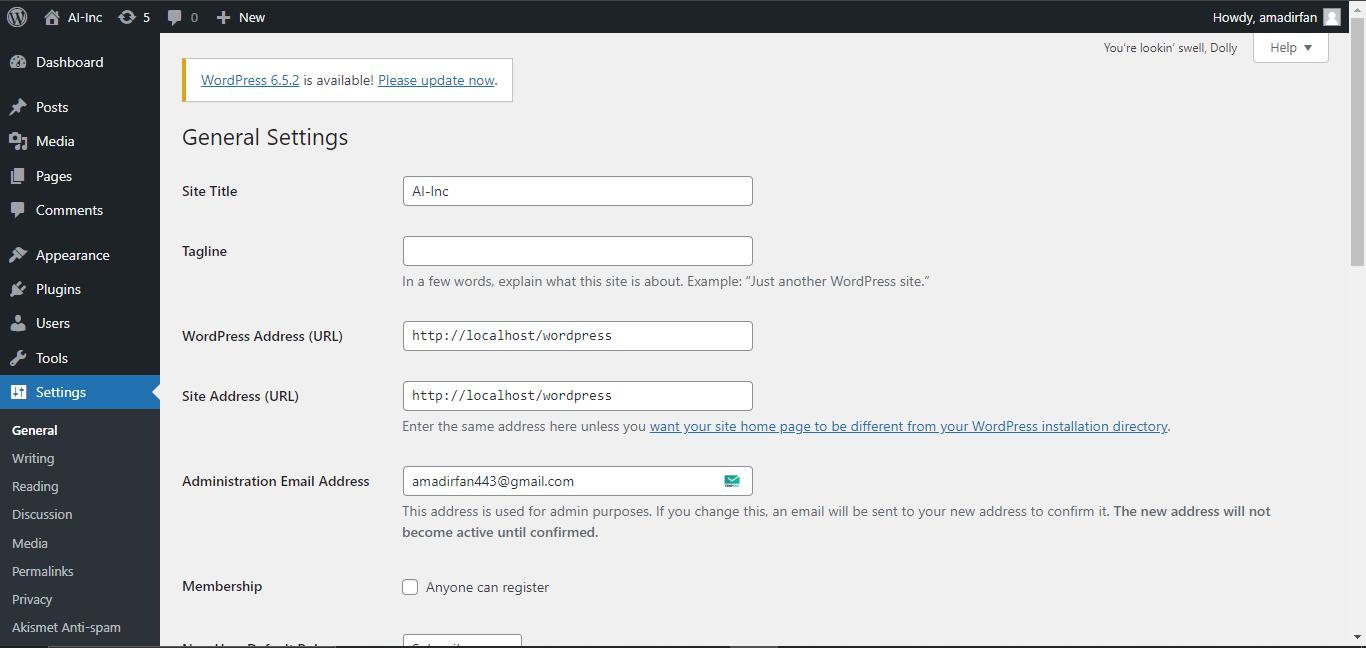 AI-Inc 5 0 New Howdy, amadirfan
You're lookin' swell, Dolly Help
Dashboard
Posts
Media
Pages
Comments
Appearance
Plugins
Users
Tools
Settings
General
Writing
Reading
Discussion
Media
Permalinks
Privacy
Akismet Anti-spam
WordPress 6.5.2 is available! Please update now.
General Settings
Site Title AI-Inc
Tagline
In a few words, explain what this site is about. Example: “Just another WordPress site.”
WordPress Address (URL) http://localhost/wordpress
Site Address (URL) http://localhost/wordpress
Enter the same address here unless you want your site home page to be different from your WordPress installation directory.
Administration Email Address amadirfan443@gmail.com
This address is used for admin purposes. If you change this, an email will be sent to your new address to confirm it. The new address will not
become active until confirmed.
Membership Anyone can register